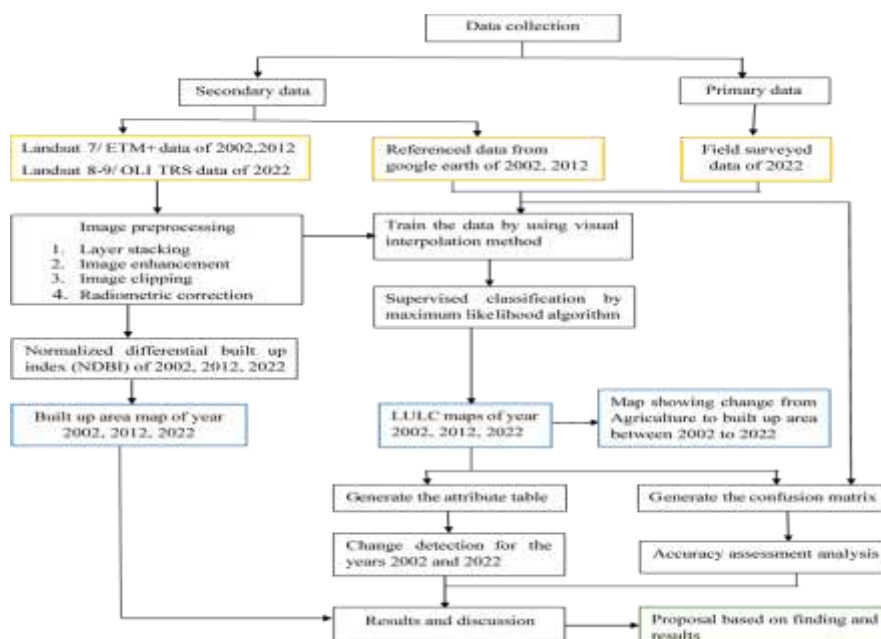 Data collection
Secondary data
Primary data
Landsat 7/ ETM+ data of 2002,2012
Landsat 8-9/ OLI TRS data of 2022
Referenced data from
google earth of 2002, 2012
Field surveyed
data of 2022
Image preprocessing
1. Layer stacking
2. Image enhancement
3. Image clipping
4. Radiometric correction
Train the data by using visual
interpolation method
Supervised classification by
maximum likelihood algorithm
Normalized differential built up
index (NDBI) of 2002, 2012, 2022
Built up area map of year
2002, 2012, 2022
LULC maps of year
2002, 2012, 2022
Map showing change from
Agriculture to built up area
between 2002 to 2022
Generate the attribute table
Generate the confusion matrix
Change detection for the
years 2002 and 2022
Accuracy assessment analysis
Results and discussion
Proposal based on finding and
results